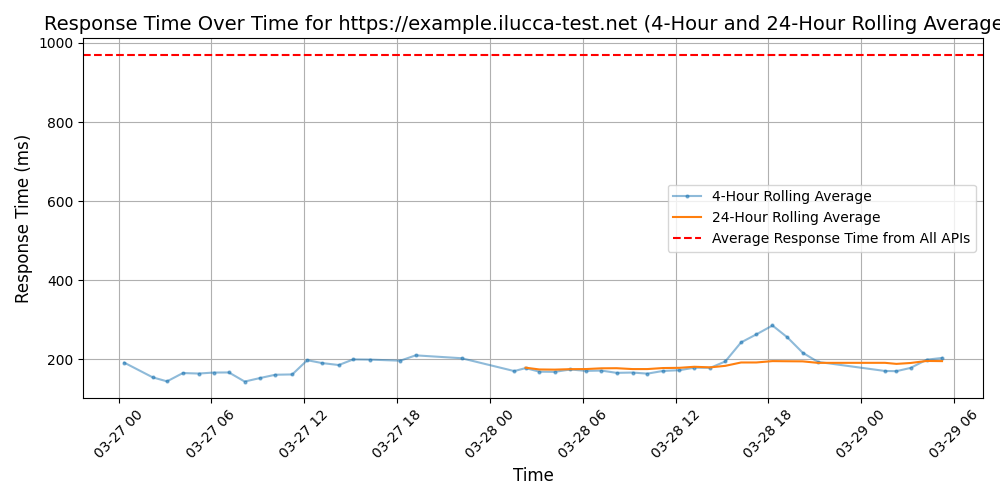 Response Time Over Time for https://example.ilucca-test.net (4-Hour and 24-Hour Rolling Average
Response Time (ms)
1000
800
600
400
200
4-Hour Rolling Average
24-Hour Rolling Average
Average Response Time from All APIs
03-27 00
03-27 06
03-27 12
03-27 18
03-28 00
03-28 06
03-28 12
03-28 18
03-29 00
03-29 06
Time